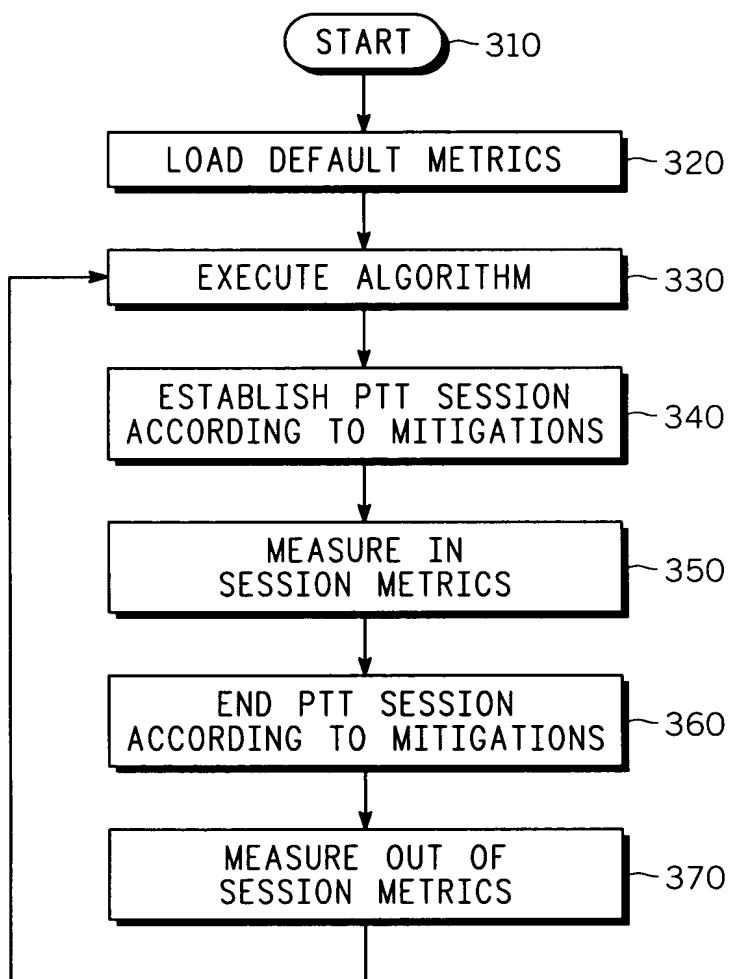 START 310
LOAD DEFAULT METRICS 320
EXECUTE ALGORITHM 330
ESTABLISH PTT SESSION
ACCORDING TO MITIGATIONS 340
MEASURE IN
SESSION METRICS 350
END PTT SESSION
ACCORDING TO MITIGATIONS 360
MEASURE OUT OF
SESSION METRICS 370